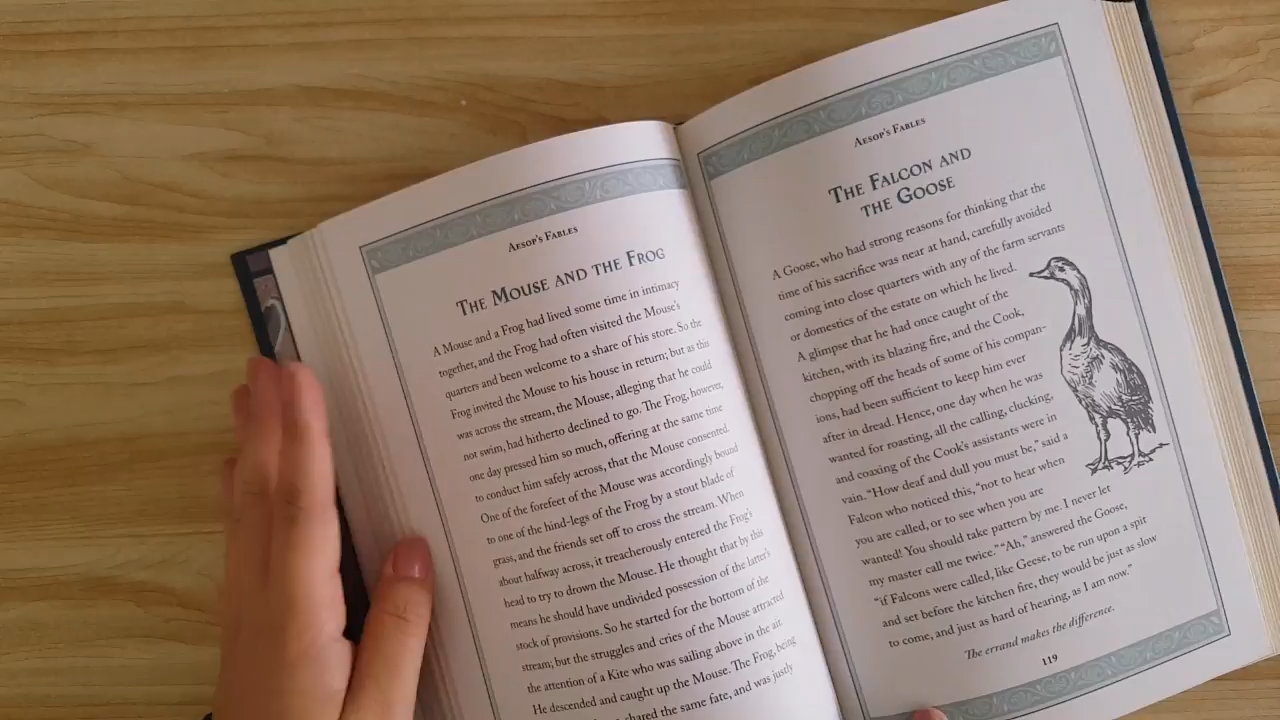 AESOP'S FABLES
THE MOUSE AND THE FROG
A Mouse and a Frog had lived some time in intimacy
together, and the Frog had often visited the Mouse's
quarters and been welcome to a share of his store. So the
Frog invited the Mouse to his house in return; but as this
was across the stream, the Mouse, alleging that he could
not swim, had hitherto declined to go. The Frog, however,
one day pressed him so much, offering at the same time
to conduct him safely across, that the Mouse consented.
One of the forefeet of the Mouse was accordingly bound
to one of the hind-legs of the Frog by a stout blade of
grass, and the friends set off to cross the stream. When
about halfway across, it treacherously entered the Frog's
head to try to drown the Mouse. He thought that by this
means he should have undivided possession of the latter's
stock of provisions. So he started for the bottom of the
stream; but the struggles and cries of the Mouse attracted
the attention of a Kite who was sailing above in the air.
He descended and caught up the Mouse. The Frog, being
shared the same fate, and was justly
AESOP'S FABLES
THE FALCON AND
THE GOOSE
A Goose, who had strong reasons for thinking that the
time of his sacrifice was near at hand, carefully avoided
coming into close quarters with any of the farm servants
or domestics of the estate on which he lived.
A glimpse that he had once caught of the
kitchen, with its blazing fire, and the Cook,
chopping off the heads of some of his compan-
ions, had been sufficient to keep him ever
after in dread. Hence, one day when he was
wanted for roasting, all the calling, clucking,
and coaxing of the Cook's assistants were in
vain. "How deaf and dull you must be," said a
Falcon who noticed this, "not to hear when
you are called, or to see when you are
wanted! You should take pattern by me. I never let
my master call me twice." "Ah," answered the Goose,
"if Falcons were called, like Geese, to be run upon a spit
and set before the kitchen fire, they would be just as slow
to come, and just as hard of hearing, as I am now."
The errand makes the difference.
119